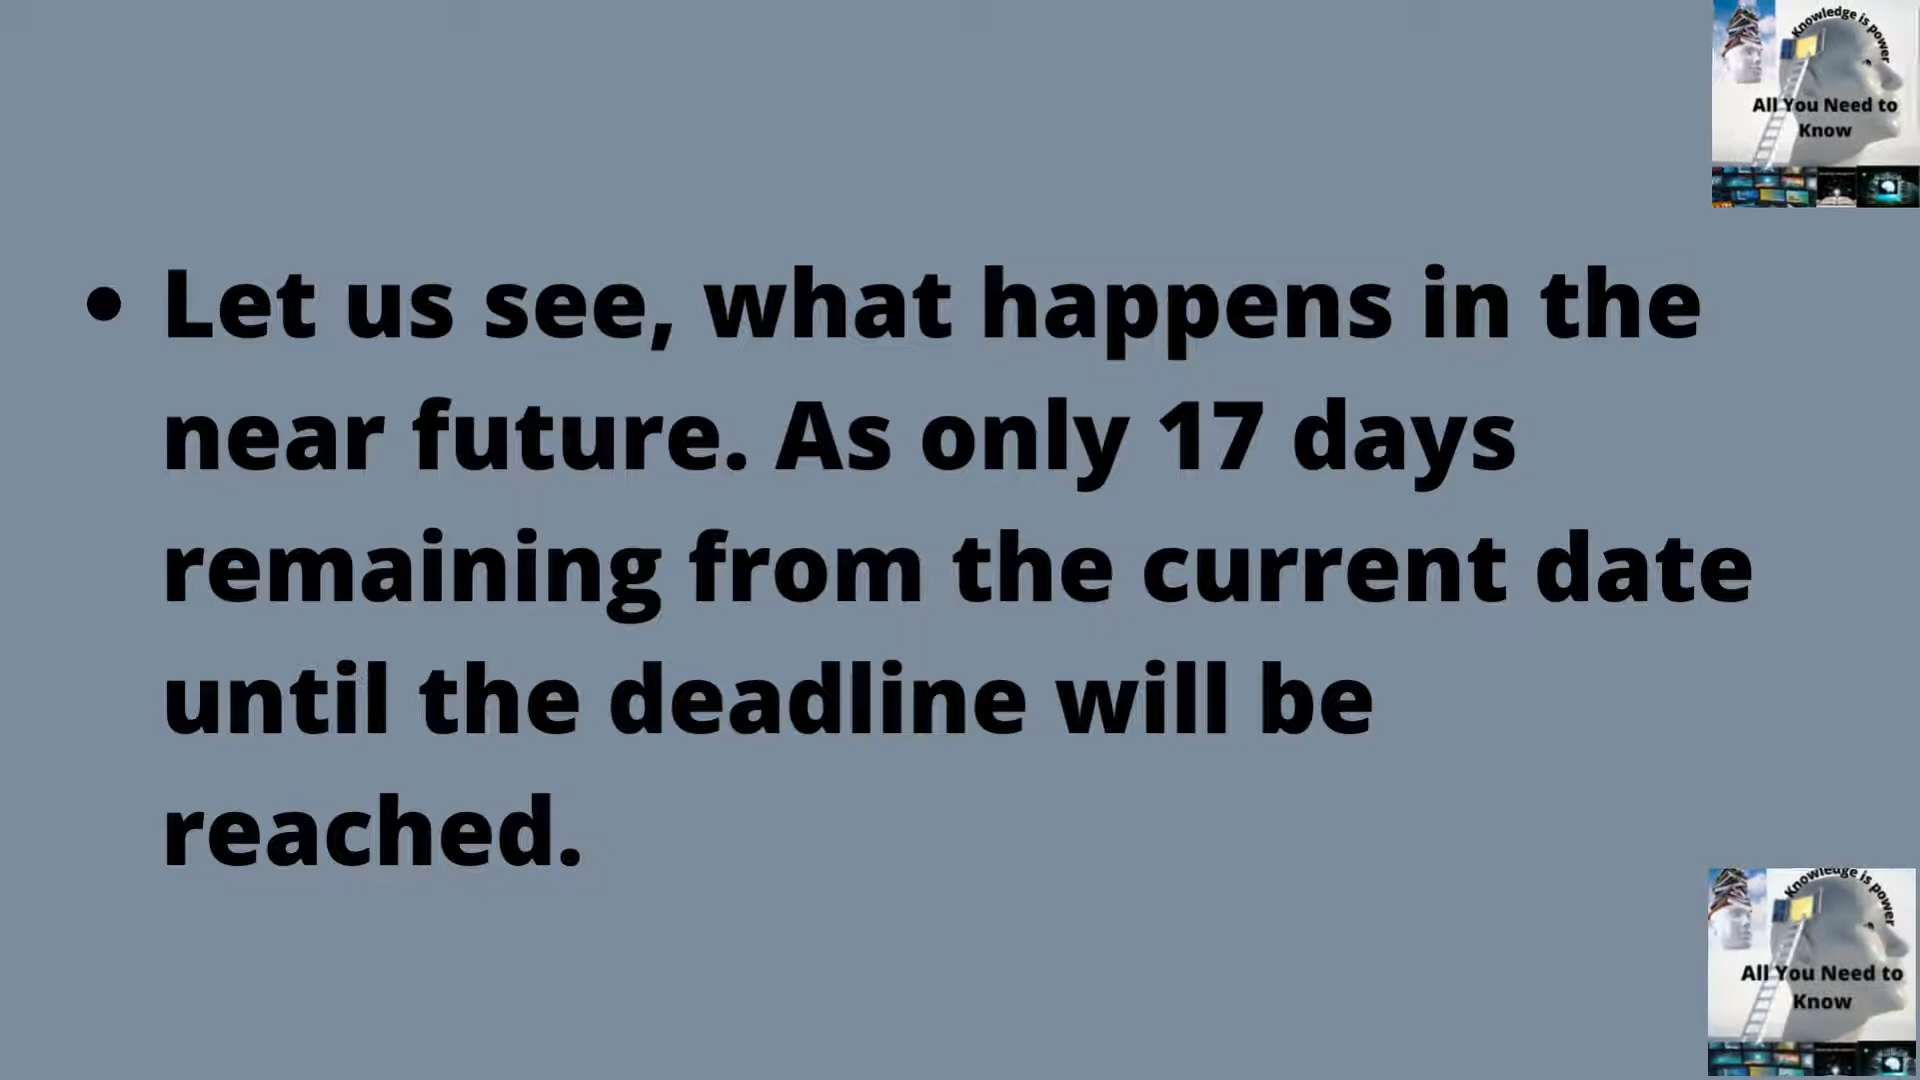 Knowledge is power
All You Need to
Know
• Let us see, what happens in the
near future. As only 17 days
remaining from the current date
until the deadline will be
reached.
Knowledge is power
All You Need to
Know